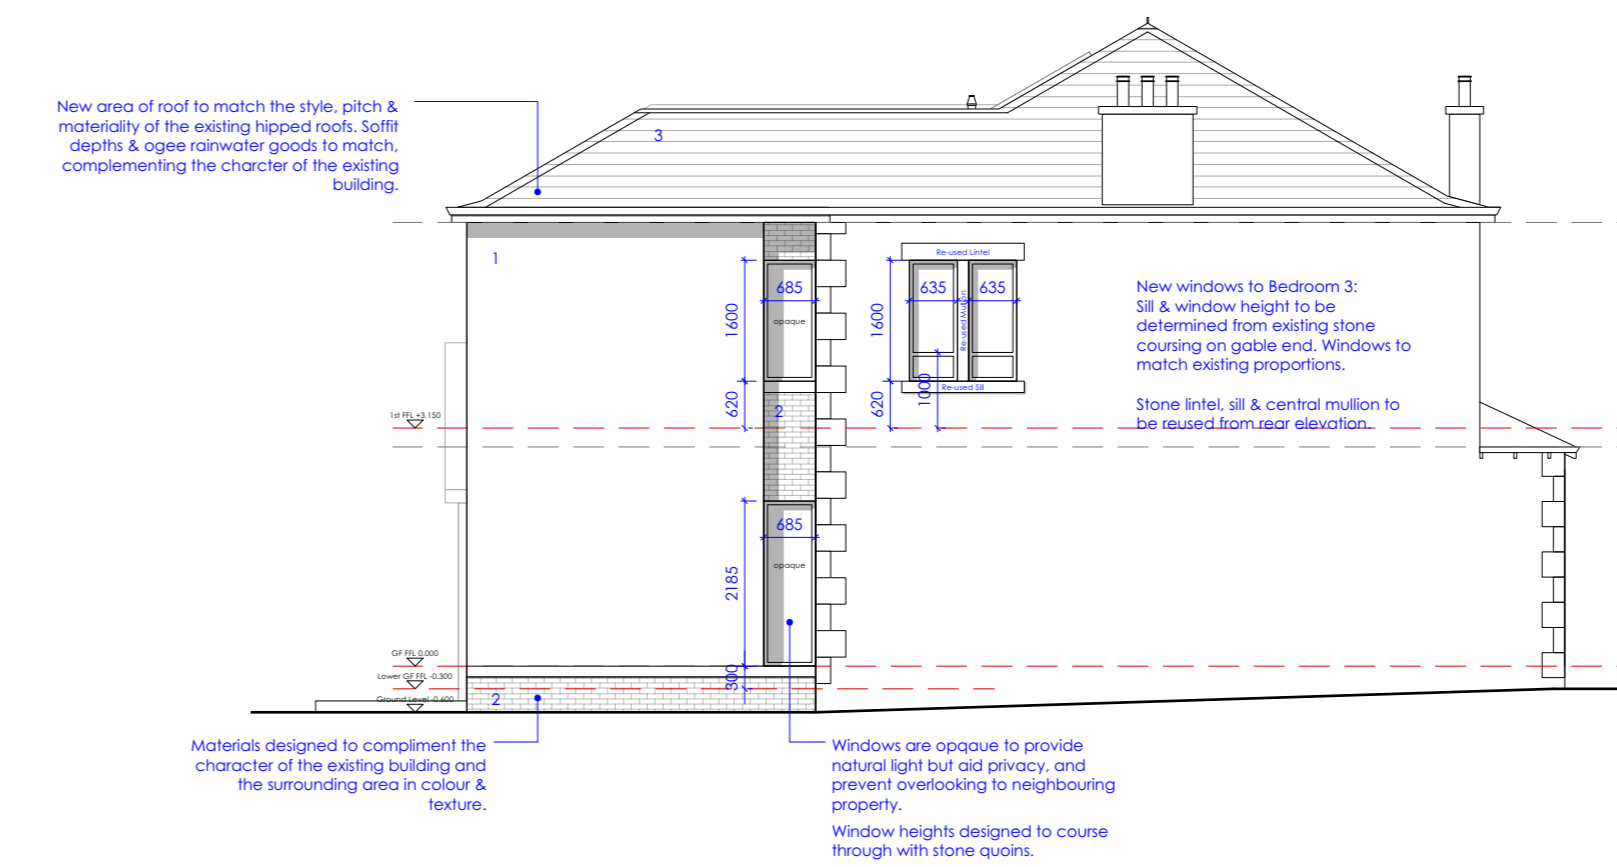 New area of roof to match the style, pitch &
materiality of the existing hipped roofs. Soffit
depths & ogee rainwater goods to match,
complementing the charcter of the existing
building.
3
1
Re-used Lintel
685
635
635
1600
opaque
1600
Re-used Mullion
New windows to Bedroom 3:
Sill & window height to be
determined from existing stone
coursing on gable end. Windows to
match existing proportions.
Re-used Sill
1000
620
2
620
Stone lintel, sill & central mullion to
be reused from rear elevation.
1st FFL +3.150
685
opaque
2185
GF FFL 0.000
300
Lower GF FFL -0.300
Ground Level -0.600
2
Materials designed to compliment the
character of the existing building and
the surrounding area in colour &
texture.
Windows are opqaue to provide
natural light but aid privacy, and
prevent overlooking to neighbouring
property.
Window heights designed to course
through with stone quoins.